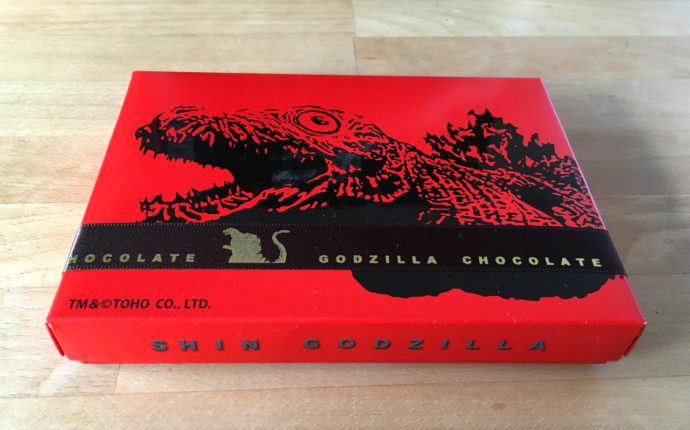 HOCOLATE GODZILLA CHOCOLATE
TM&©TOHO CO., LTD.
SHIN GODZILLA